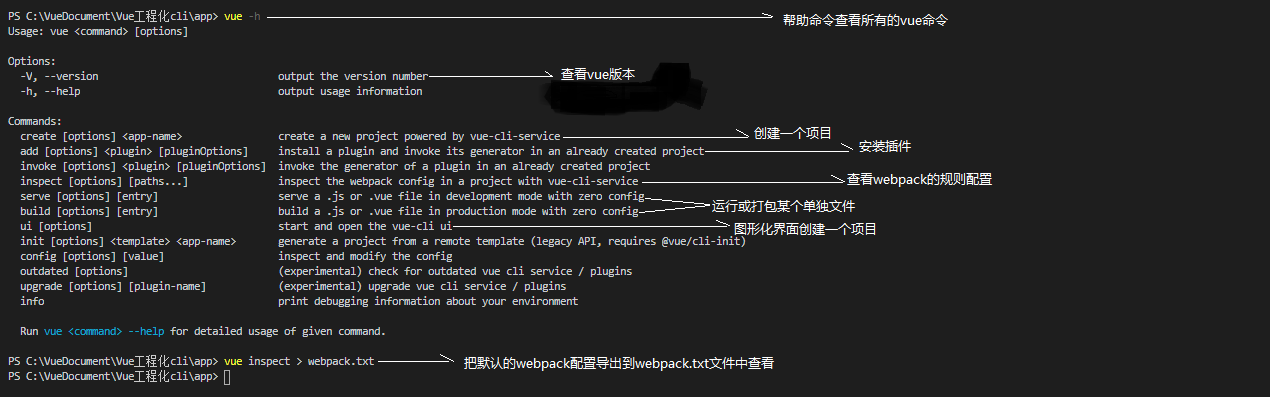 PS C:\VueDocument\Vue工程化cli\app> vue -h 帮助命令查看所有的vue命令
Usage: vue <command> [options]
Options:
-V, --version output the version number 查看vue版本
-h, --help output usage information
Commands:
create [options] <app-name> create a new project powered by vue-cli-service 创建一个项目
add [options] <plugin> [pluginOptions] install a plugin and invoke its generator in an already created project 安装插件
invoke [options] <plugin> [pluginOptions] invoke the generator of a plugin in an already created project
inspect [options] [paths...] inspect the webpack config in a project with vue-cli-service 查看webpack的规则配置
serve [options] [entry] serve a .js or .vue file in development mode with zero config
build [options] [entry] build a .js or .vue file in production mode with zero config 运行或打包某个单独文件
ui [options] start and open the vue-cli ui 图形化界面创建一个项目
init [options] <template> <app-name> generate a project from a remote template (legacy API, requires @vue/cli-init)
config [options] [value] inspect and modify the config
outdated [options] (experimental) check for outdated vue cli service / plugins
upgrade [options] [plugin-name] (experimental) upgrade vue cli service / plugins
info print debugging information about your environment
Run vue <command> --help for detailed usage of given command.
PS C:\VueDocument\Vue工程化cli\app> vue inspect > webpack.txt 把默认的webpack配置导出到webpack.txt文件中查看
PS C:\VueDocument\Vue工程化cli\app>